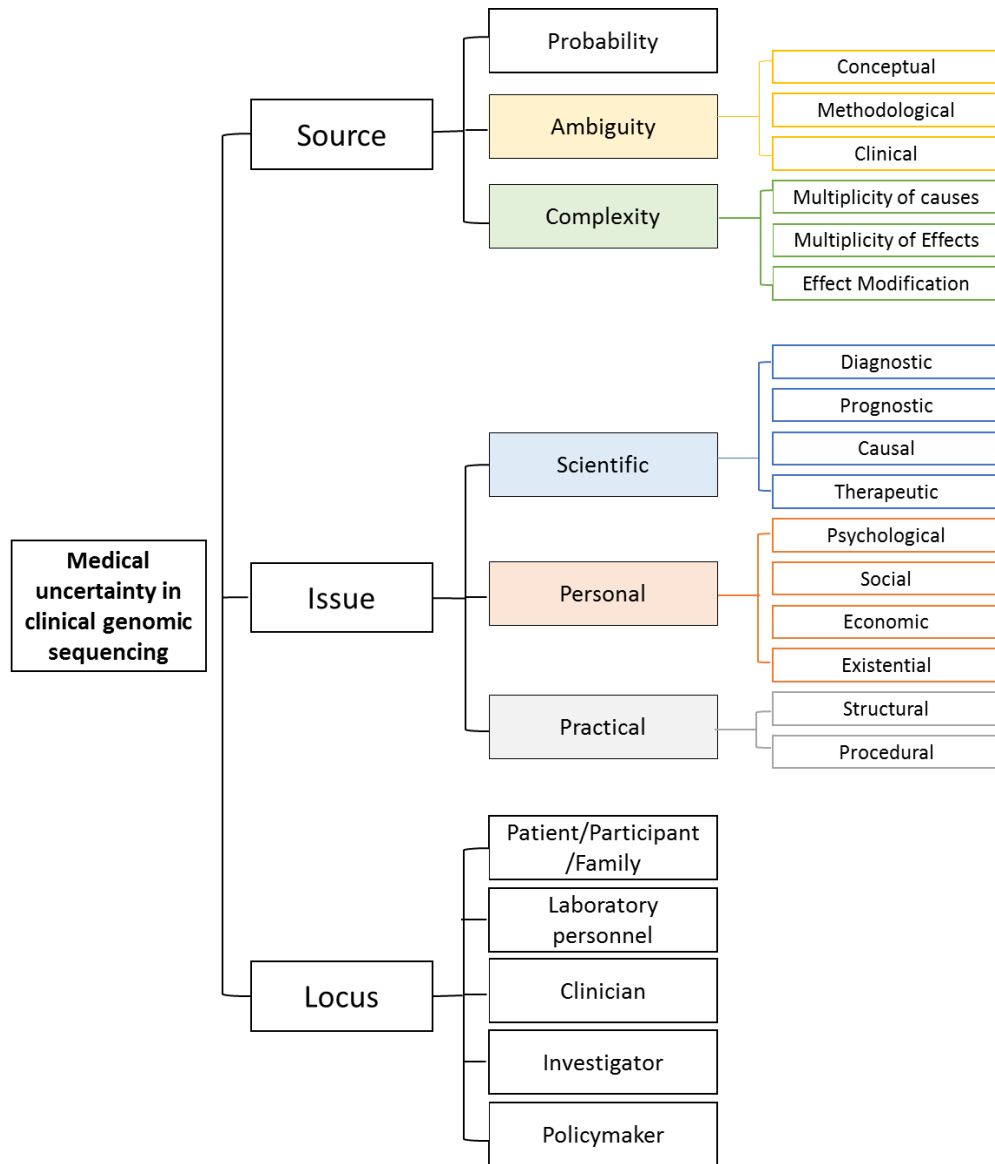 Medical
uncertainty in
clinical genomic
sequencing
Source
Probability
Ambiguity
Conceptual
Methodological
Clinical
Complexity
Multiplicity of causes
Multiplicity of Effects
Effect Modification
Issue
Scientific
Diagnostic
Prognostic
Causal
Therapeutic
Personal
Psychological
Social
Economic
Existential
Practical
Structural
Procedural
Locus
Patient/Participant
/Family
Laboratory
personnel
Clinician
Investigator
Policymaker